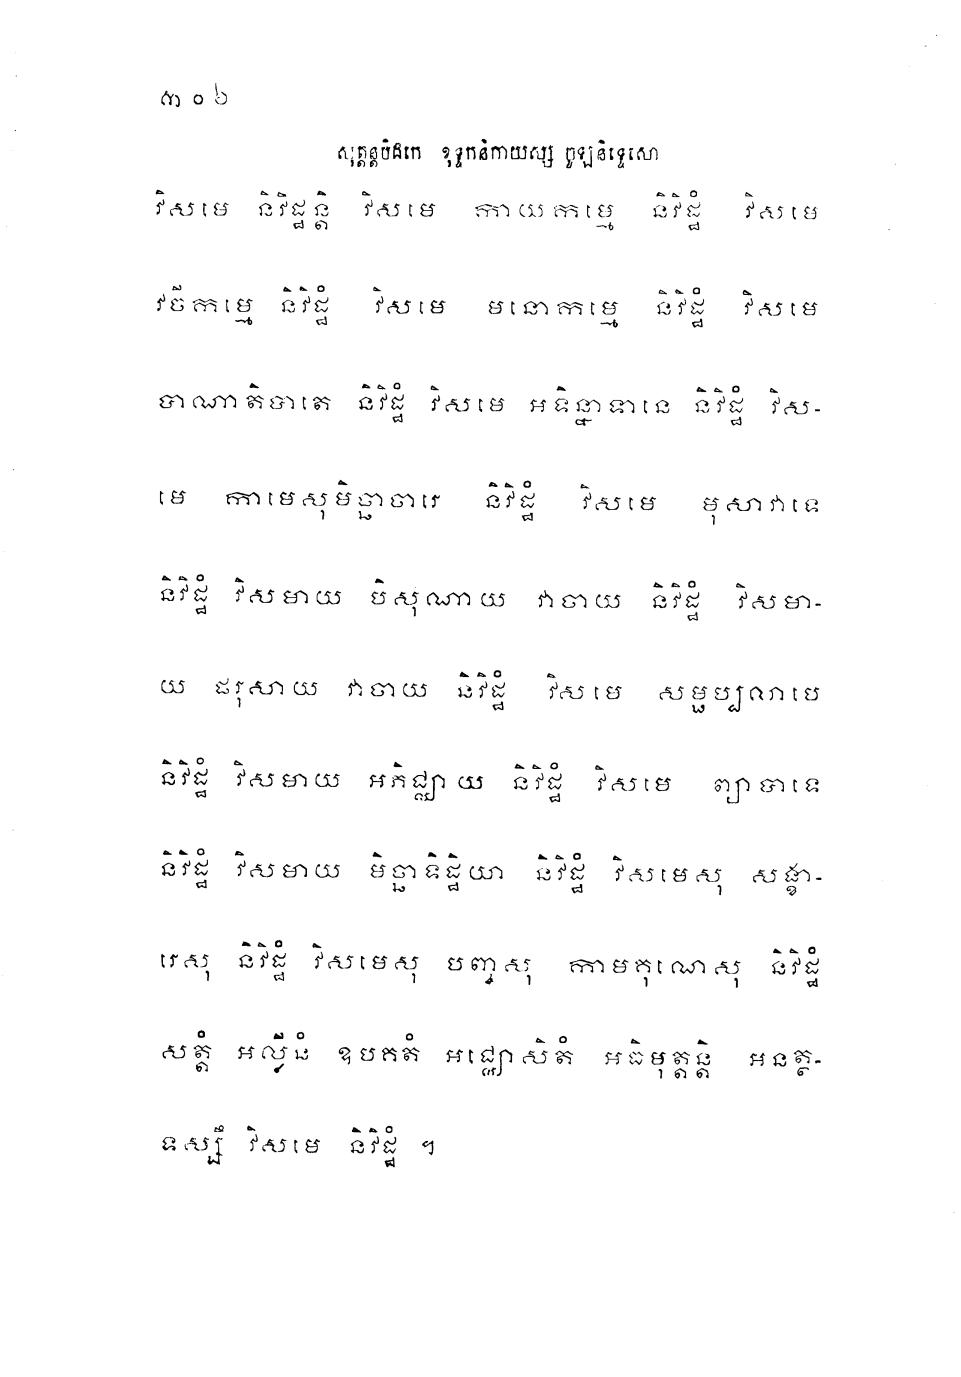 ៣០៦
សុត្តន្តបិដកេ ខុទ្ទកនិកាយស្ស ចូឡនិទ្ទេសោ
វិសមេ និវិដ្ឋន្តិ វិសមេ កាយកម្មេ និវិដ្ឋំ វិសមេ
វចីកម្មេ និវិដ្ឋំ វិសមេ មនោកម្មេ និវិដ្ឋំ វិសមេ
បាណាតិបាតេ និវិដ្ឋំ វិសមេ អទិន្នាទានេ និវិដ្ឋំ វិស-
មេ កាមេសុមិច្ឆាចារេ និវិដ្ឋំ វិសមេ មុសាវាទេ
និវិដ្ឋំ វិសមាយ បិសុណាយ វាចាយ និវិដ្ឋំ វិសមា-
យ ផរុសាយ វាចាយ និវិដ្ឋំ វិសមេ សម្ផប្បលាបេ
និវិដ្ឋំ វិសមាយ អភិជ្ឈាយ និវិដ្ឋំ វិសមេ ព្យាបាទេ
និវិដ្ឋំ វិសមាយ មិច្ឆាទិដ្ឋិយា និវិដ្ឋំ វិសមេសុ សង្ខា-
រេសុ និវិដ្ឋំ វិសមេសុ បញ្ចសុ កាមគុណេសុ និវិដ្ឋំ
សត្តំ អល្លីនំ ឧបគតំ អជ្ឈោសិតំ អធិមុត្តន្តិ អនត្ថ-
ទស្សឹ វិសមេ និវិដ្ឋំ ។